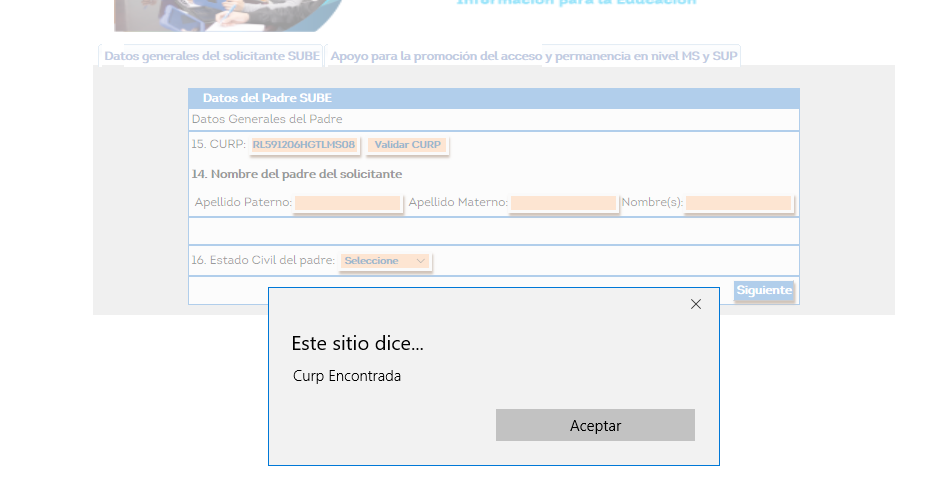 Información para la Educación
Datos generales del solicitante SUBE
Apoyo para la promoción del acceso y permanencia en nivel MS y SUP
Datos del Padre SUBE
Datos Generales del Padre
15. CURP: RL591206HGTLMS08 Validar CURP
14. Nombre del padre del solicitante
Apellido Paterno: Apellido Materno: Nombre(s):
16. Estado Civil del padre: Seleccione
Siguiente
Este sitio dice...
Curp Encontrada
Aceptar